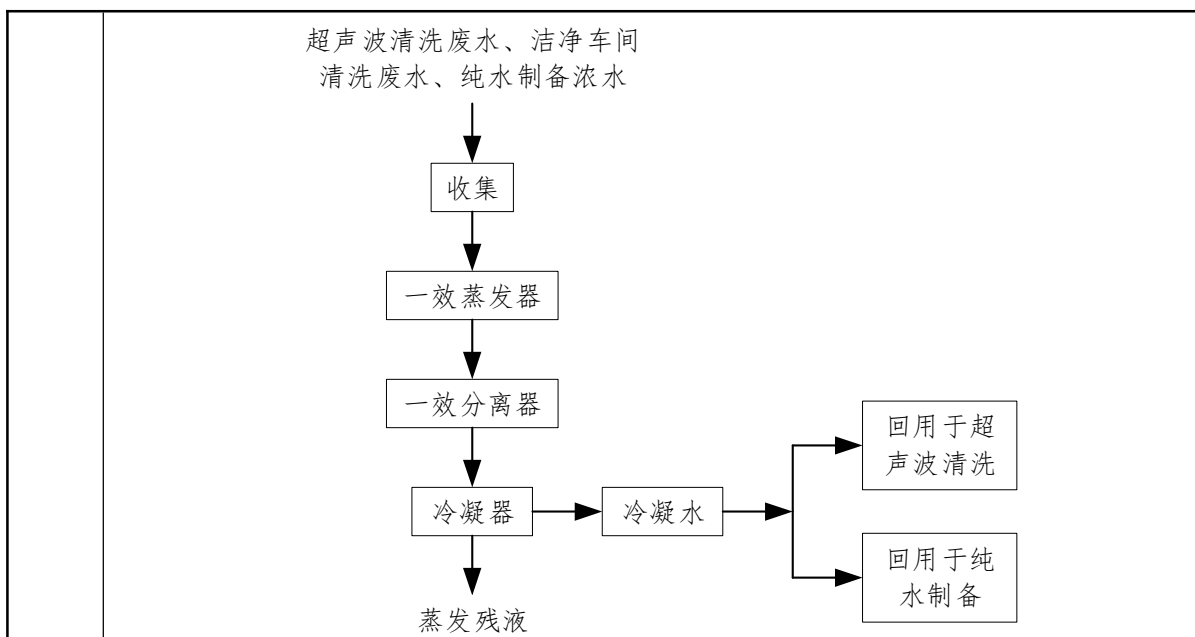 超声波清洗废水、洁净车间
清洗废水、纯水制备浓水
收集
一效蒸发器
一效分离器
冷凝器
冷凝水
回用于超
声波清洗
回用于纯
水制备
蒸发残液